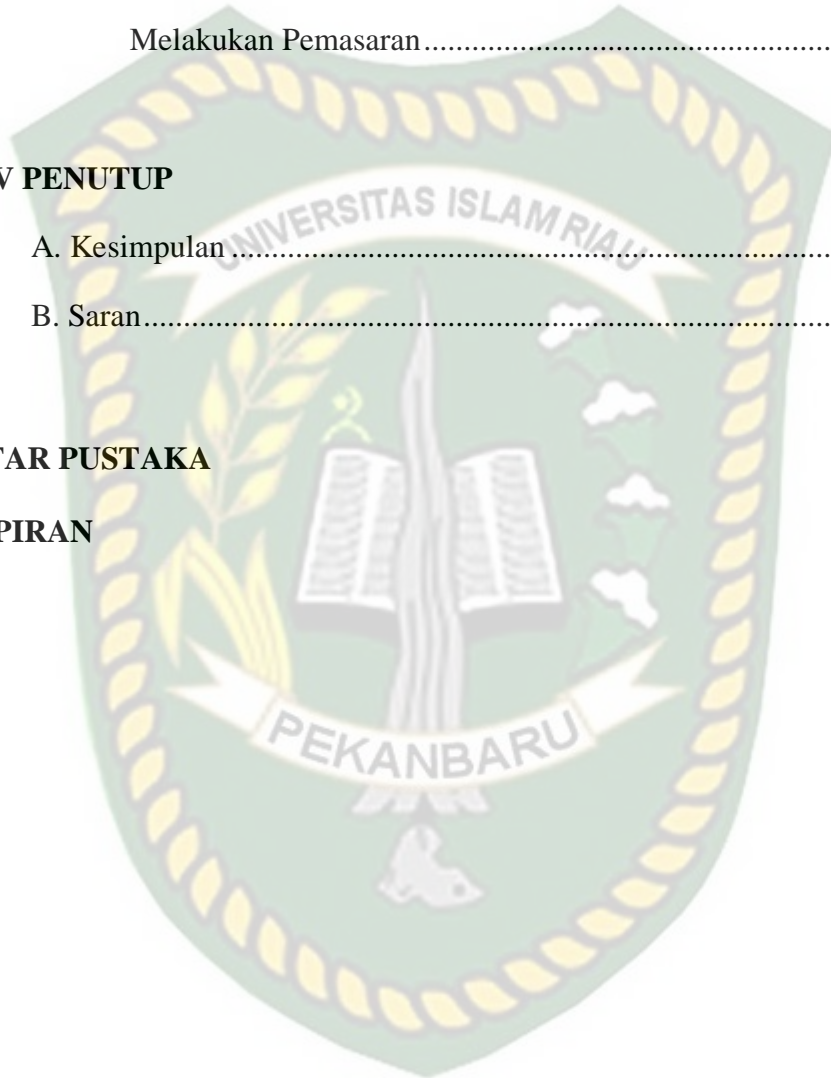 Melakukan Pemasaran..................................................
V PENUTUP
UNIVERSITAS ISLAM RIAU
A. Kesimpulan...........................................................................
B. Saran......................................................................................
TAR PUSTAKA
PIRAN
PEKANBARU